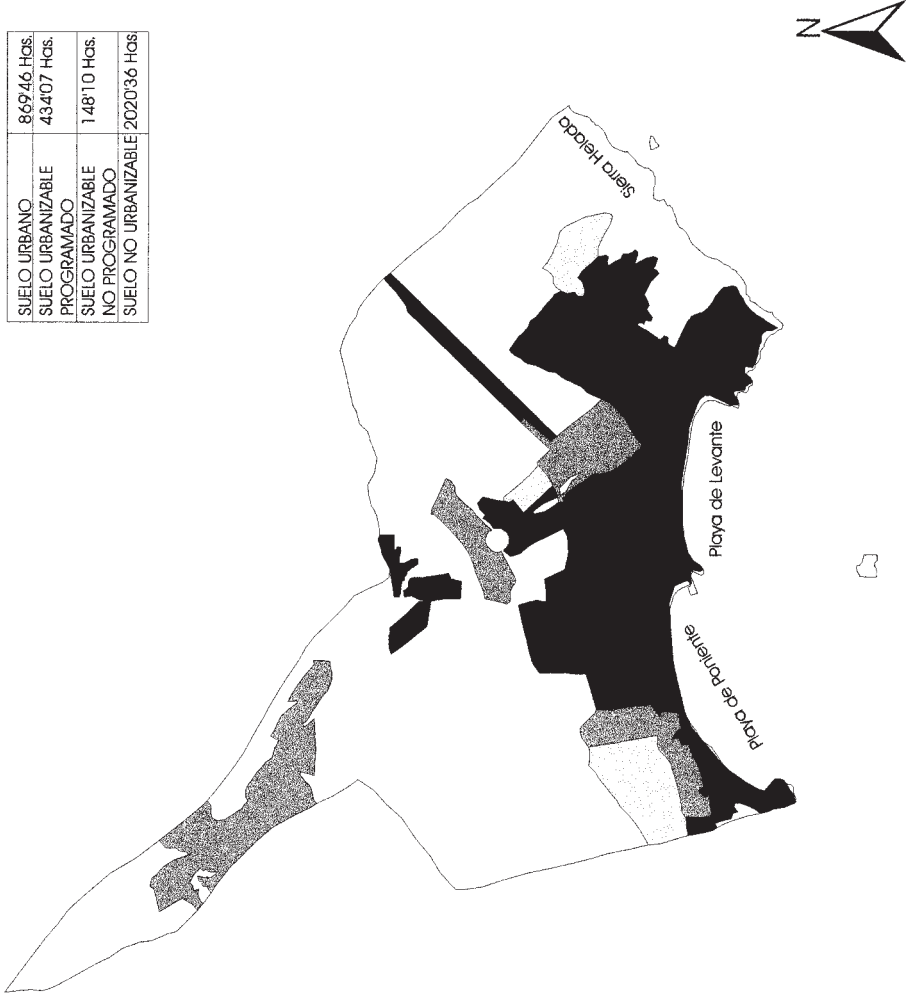 SUELO URBANO 869'46 Has.
SUELO URBANIZABLE 434'07 Has.
PROGRAMADO
SUELO URBANIZABLE 148'10 Has.
NO PROGRAMADO
SUELO NO URBANIZABLE 2020'36 Has.
N
Sierra Helada
Playa de Levante
Playa de Poniente